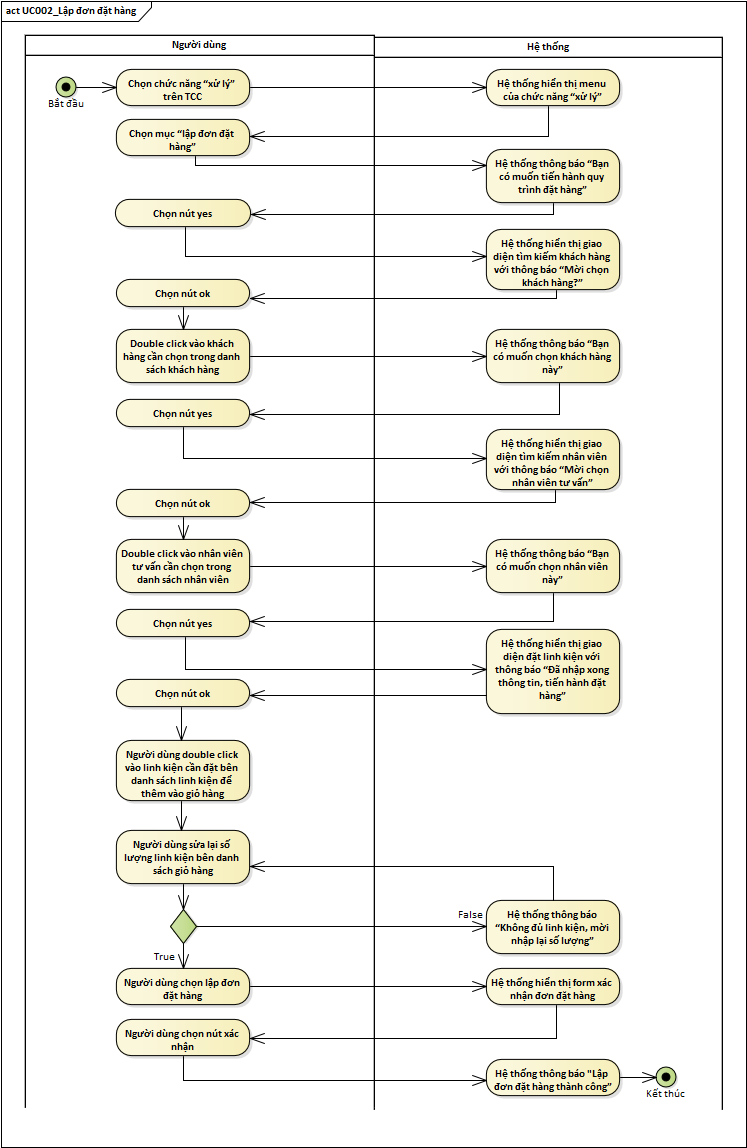 act UC002_Lập đơn đặt hàng
Người dùng
Hệ thống
Bắt đầu
Chọn chức năng “xử lý”
trên TCC
Hệ thống hiển thị menu
của chức năng “xử lý”
Chọn mục “lập đơn đặt
hàng”
Hệ thống thông báo “Bạn
có muốn tiến hành quy
trình đặt hàng”
Chọn nút yes
Hệ thống hiển thị giao
diện tìm kiếm khách hàng
với thông báo “Mời chọn
khách hàng?”
Chọn nút ok
Double click vào khách
hàng cần chọn trong danh
sách khách hàng
Hệ thống thông báo “Bạn
có muốn chọn khách hàng
này”
Chọn nút yes
Hệ thống hiển thị giao
diện tìm kiếm nhân viên
với thông báo “Mời chọn
nhân viên tư vấn”
Chọn nút ok
Double click vào nhân viên
tư vấn cần chọn trong
danh sách nhân viên
Hệ thống thông báo “Bạn
có muốn chọn nhân viên
này”
Chọn nút yes
Hệ thống hiển thị giao
diện đặt linh kiện với
thông báo “Đã nhập xong
thông tin, tiến hành đặt
hàng”
Chọn nút ok
Người dùng double click
vào linh kiện cần đặt bên
danh sách linh kiện để
thêm vào giỏ hàng
Người dùng sửa lại số
lượng linh kiện bên danh
sách giỏ hàng
False
Hệ thống thông báo
“Không đủ linh kiện, mời
nhập lại số lượng”
True
Người dùng chọn lập đơn
đặt hàng
Hệ thống hiển thị form xác
nhận đơn đặt hàng
Người dùng chọn nút xác
nhận
Hệ thống thông báo "Lập
đơn đặt hàng thành công”
Kết thúc